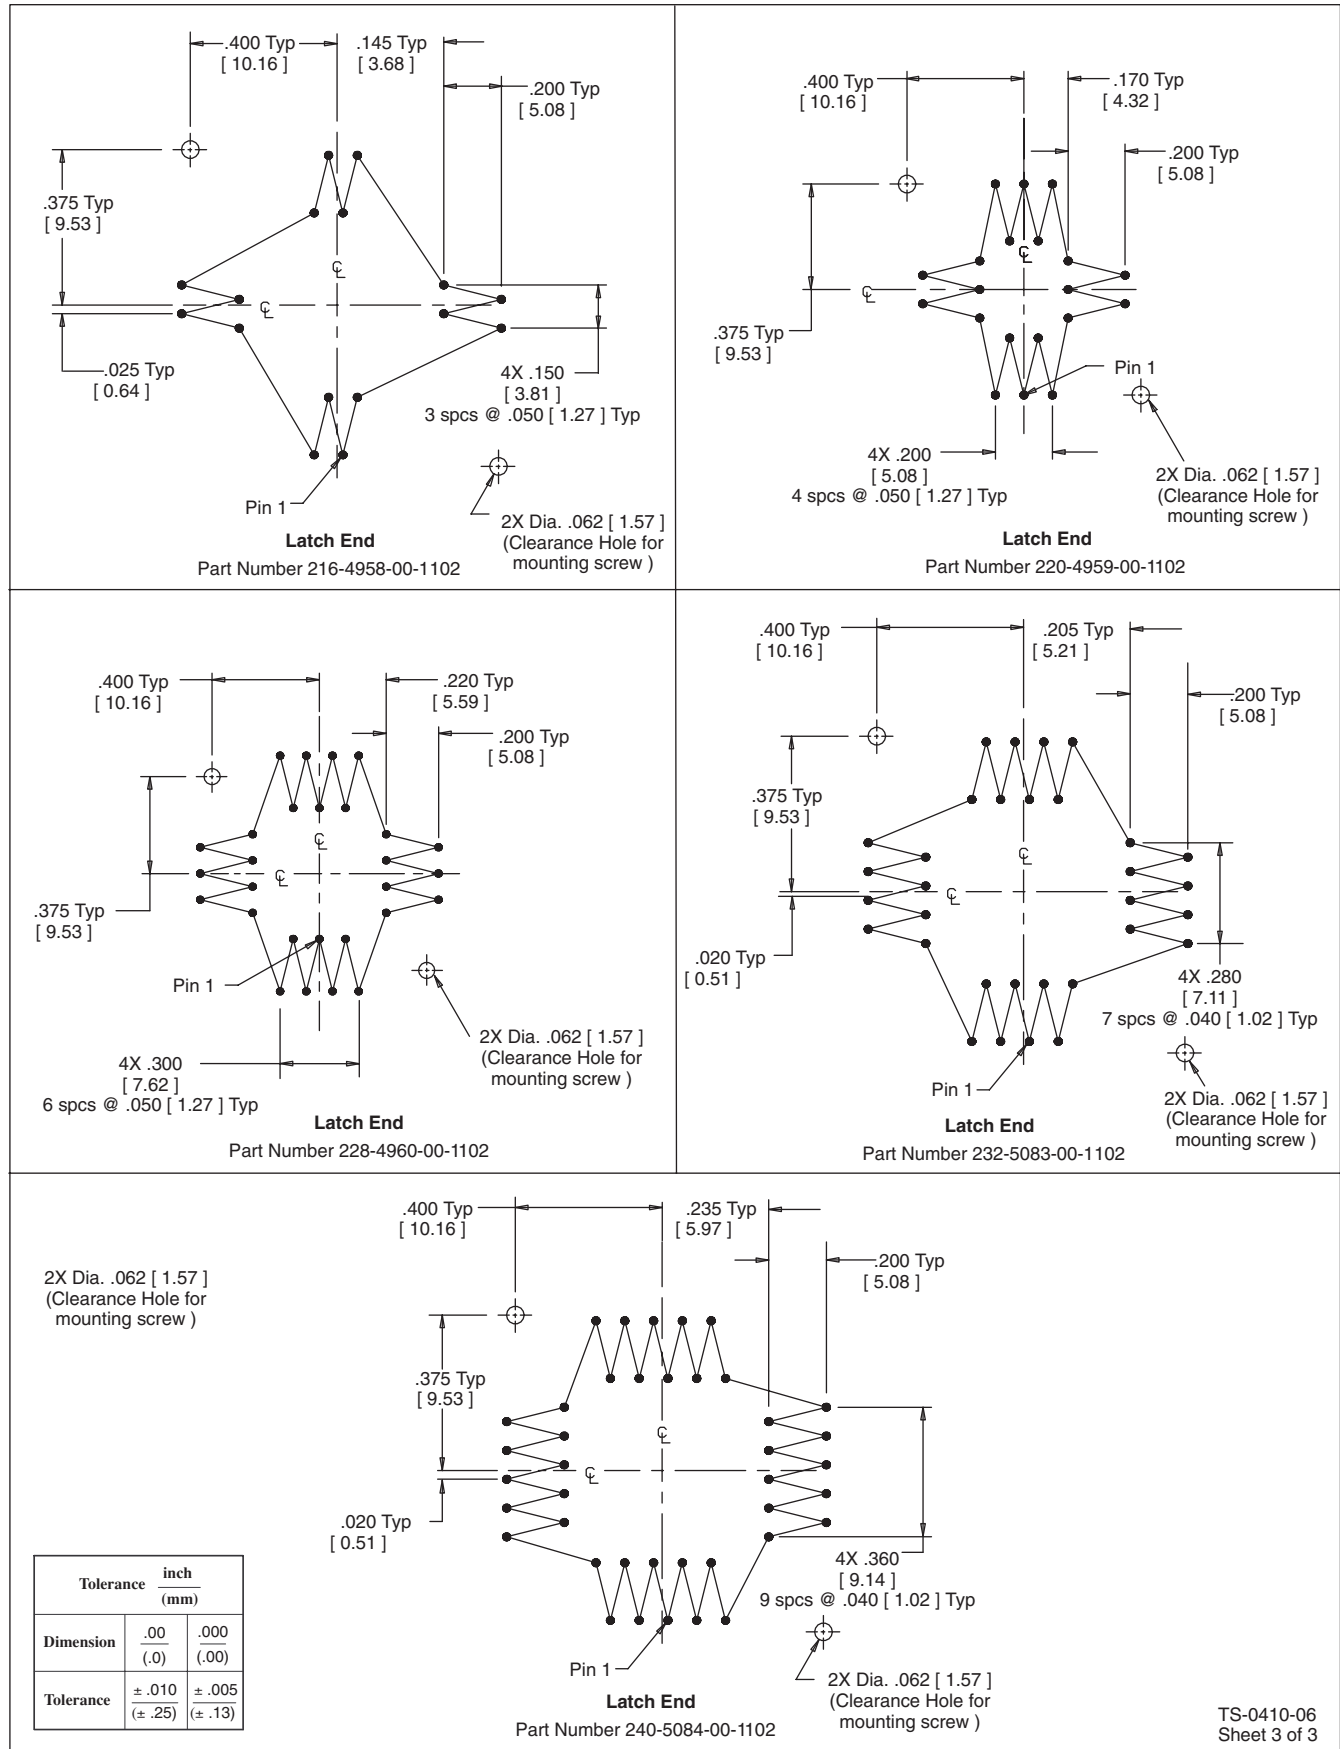 .400 Typ
[ 10.16 ]
.145 Typ
[ 3.68 ]
.200 Typ
[ 5.08 ]
.375 Typ
[ 9.53 ]
℄
℄
.025 Typ
[ 0.64 ]
4X .150
[ 3.81 ]
3 spcs @ .050 [ 1.27 ] Typ
Pin 1
2X Dia. .062 [ 1.57 ]
(Clearance Hole for
mounting screw )
Latch End
Part Number 216-4958-00-1102
.400 Typ
[ 10.16 ]
.170 Typ
[ 4.32 ]
.200 Typ
[ 5.08 ]
℄
℄
.375 Typ
[ 9.53 ]
Pin 1
4X .200
[ 5.08 ]
4 spcs @ .050 [ 1.27 ] Typ
2X Dia. .062 [ 1.57 ]
(Clearance Hole for
mounting screw )
Latch End
Part Number 220-4959-00-1102
.400 Typ
[ 10.16 ]
.220 Typ
[ 5.59 ]
.200 Typ
[ 5.08 ]
℄
℄
.375 Typ
[ 9.53 ]
Pin 1
4X .300
[ 7.62 ]
6 spcs @ .050 [ 1.27 ] Typ
2X Dia. .062 [ 1.57 ]
(Clearance Hole for
mounting screw )
Latch End
Part Number 228-4960-00-1102
.400 Typ
[ 10.16 ]
.205 Typ
[ 5.21 ]
.200 Typ
[ 5.08 ]
.375 Typ
[ 9.53 ]
℄
℄
.020 Typ
[ 0.51 ]
4X .280
[ 7.11 ]
7 spcs @ .040 [ 1.02 ] Typ
Pin 1
2X Dia. .062 [ 1.57 ]
(Clearance Hole for
mounting screw )
Latch End
Part Number 232-5083-00-1102
.400 Typ
[ 10.16 ]
.235 Typ
[ 5.97 ]
.200 Typ
[ 5.08 ]
2X Dia. .062 [ 1.57 ]
(Clearance Hole for
mounting screw )
.375 Typ
[ 9.53 ]
℄
℄
.020 Typ
[ 0.51 ]
4X .360
[ 9.14 ]
9 spcs @ .040 [ 1.02 ] Typ
Pin 1
2X Dia. .062 [ 1.57 ]
(Clearance Hole for
mounting screw )
Latch End
Part Number 240-5084-00-1102
Tolerance inch
(mm)
Dimension .00 .000
(.0) (.00)
Tolerance ± .010 ± .005
(± .25) (± .13)
TS-0410-06
Sheet 3 of 3